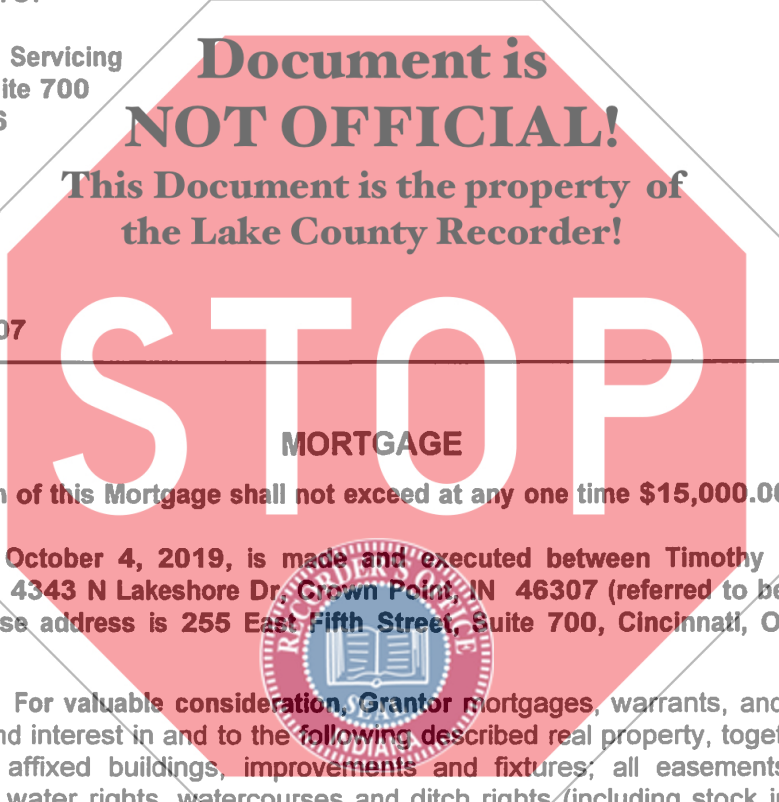 Servicing
Document is
ite 700
NOT OFFICIAL!
This Document is the property of
the Lake County Recorder!
07
STOP
MORTGAGE
of this Mortgage shall not exceed at any one time $15,000.00
October 4, 2019, is made and executed between Timothy
4343 N Lakeshore Dr, Crown Point, IN 46307 (referred to be
se address is 255 East Fifth Street, Suite 700, Cincinnati, O
RECORDER'S OFFICE
SEAL
INDIANA
For valuable consideration, Grantor mortgages, warrants, and
nd interest in and to the following described real property, toget
affixed buildings, improvements and fixtures; all easements
water rights, watercourses and ditch rights (including stock i